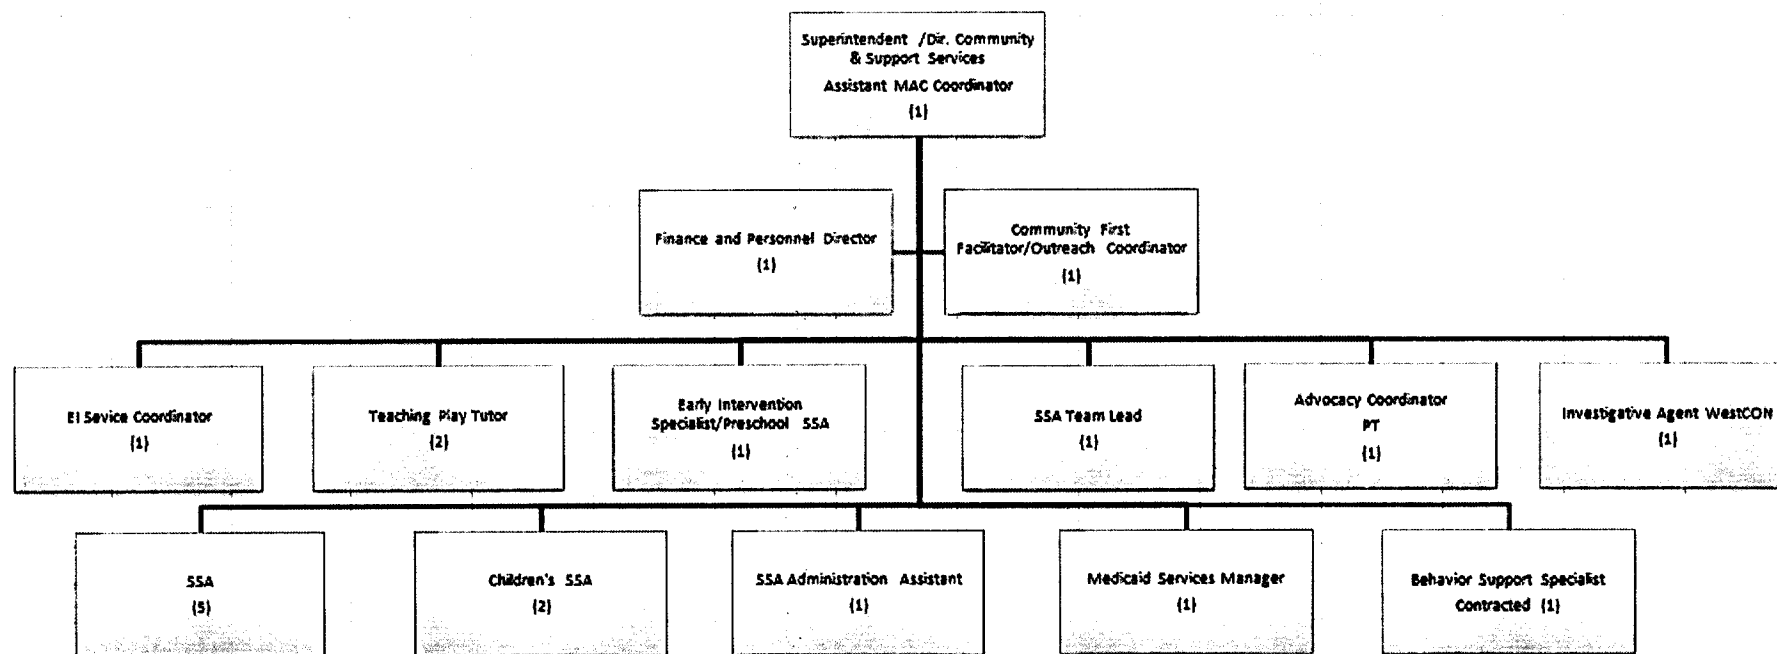 Superintendent /Dir. Community
& Support Services
Assistant MAC Coordinator
(1)
Finance and Personnel Director
(1)
Community First
Facilitator/Outreach Coordinator
(1)
EI Sevice Coordinator
(1)
Teaching Play Tutor
(2)
Early Intervention
Specialist/Preschool SSA
(1)
SSA Team Lead
(1)
Advocacy Coordinator
PT
(1)
Investigative Agent WestCON
(1)
SSA
(5)
Children's SSA
(2)
SSA Administration Assistant
(1)
Medicaid Services Manager
(1)
Behavior Support Specialist
Contracted (1)